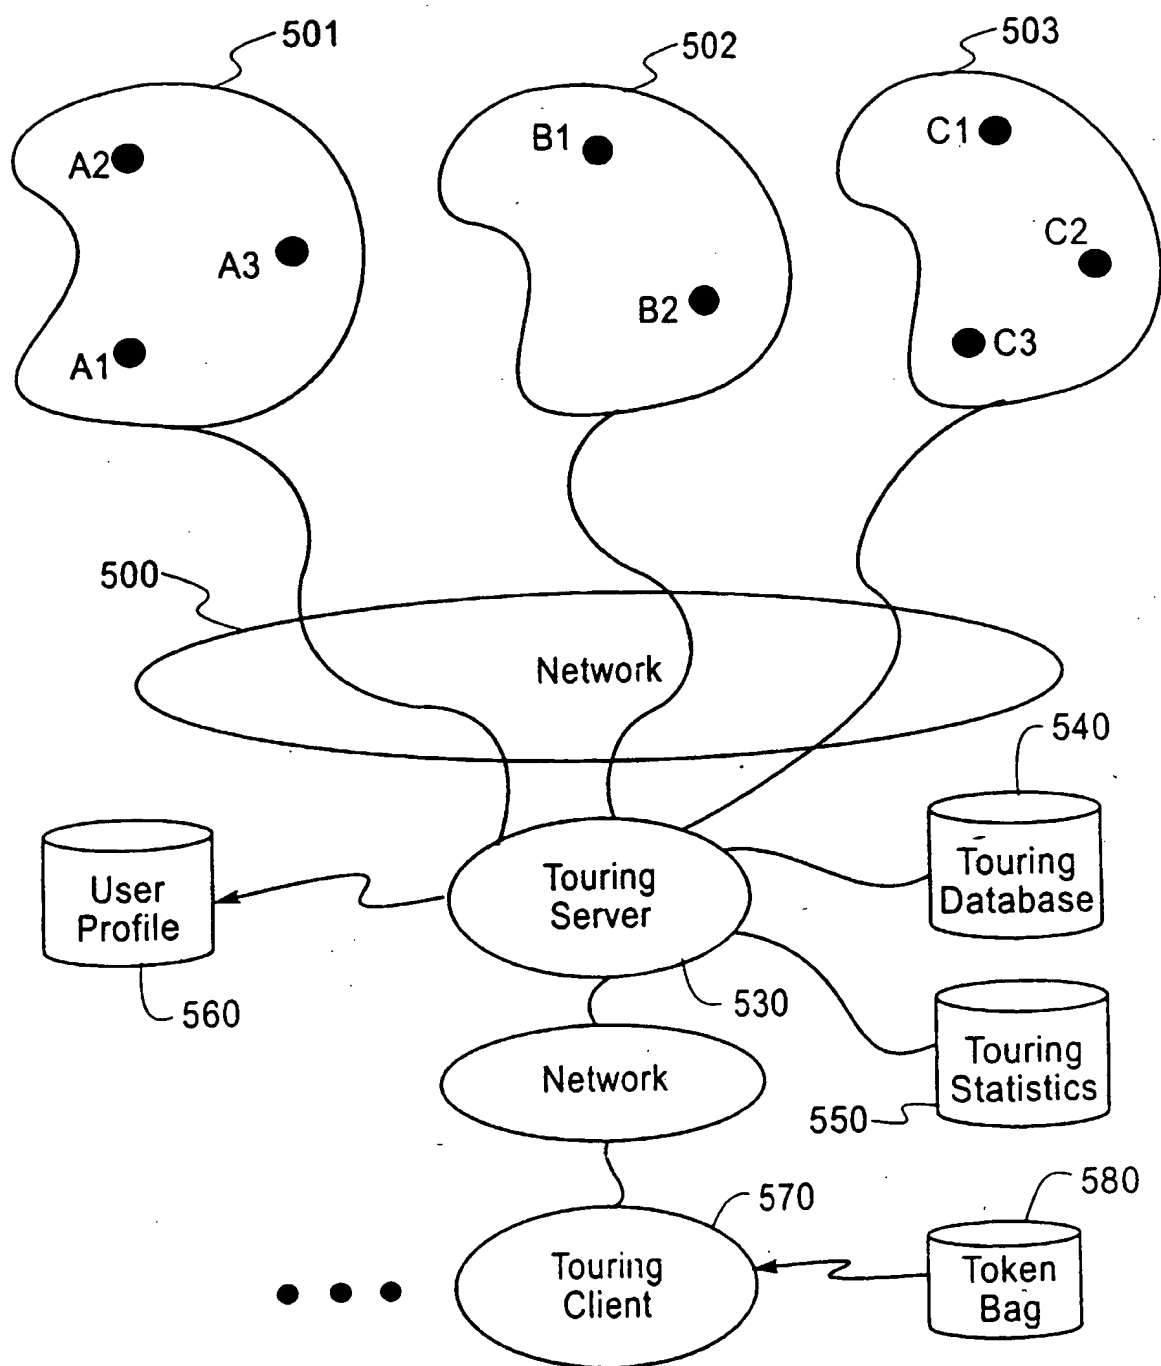 501
502
503
A2
B1
C1
A3
C2
B2
A1
C3
500
Network
540
User
Profile
Touring
Server
Touring
Database
560
530
Network
Touring
Statistics
550
570
580
Touring
Client
Token
Bag